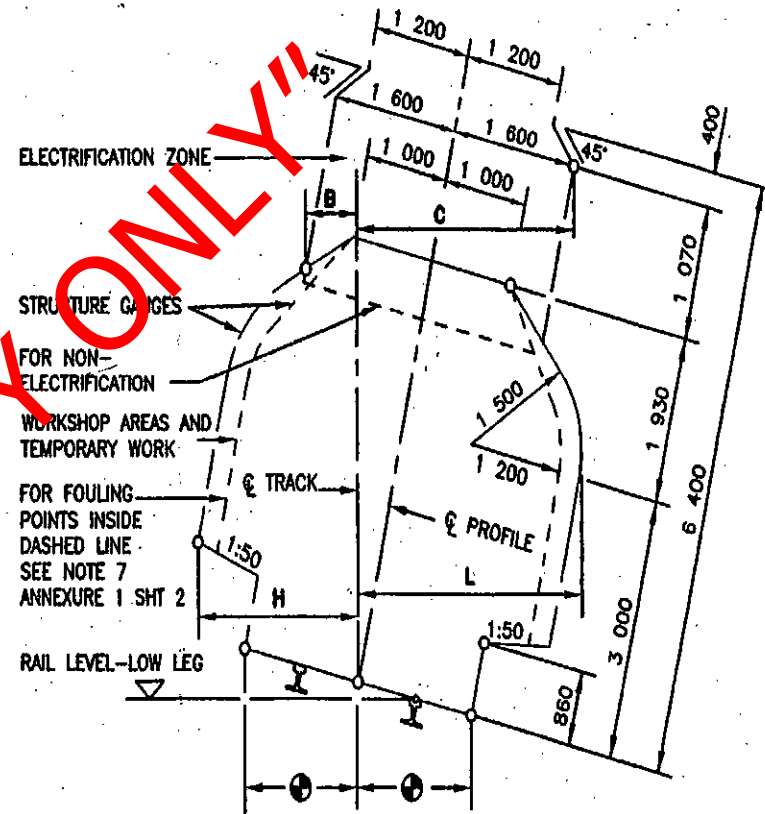 1 200
1 200
45°
1 600
1 600
45°
400
ELECTRIFICATION ZONE
1 000
1 000
B
C
1 070
STRUCTURE GAUGES
FOR NON-
ELECTRIFICATION
WORKSHOP AREAS AND
TEMPORARY WORK
1 500
1 200
1 930
6 400
℄ TRACK
℄ PROFILE
FOR FOULING
POINTS INSIDE
DASHED LINE
SEE NOTE 7
ANNEXURE 1 SHT 2
1:50
H
L
1:50
3 000
860
RAIL LEVEL-LOW LEG
Y ONLY"